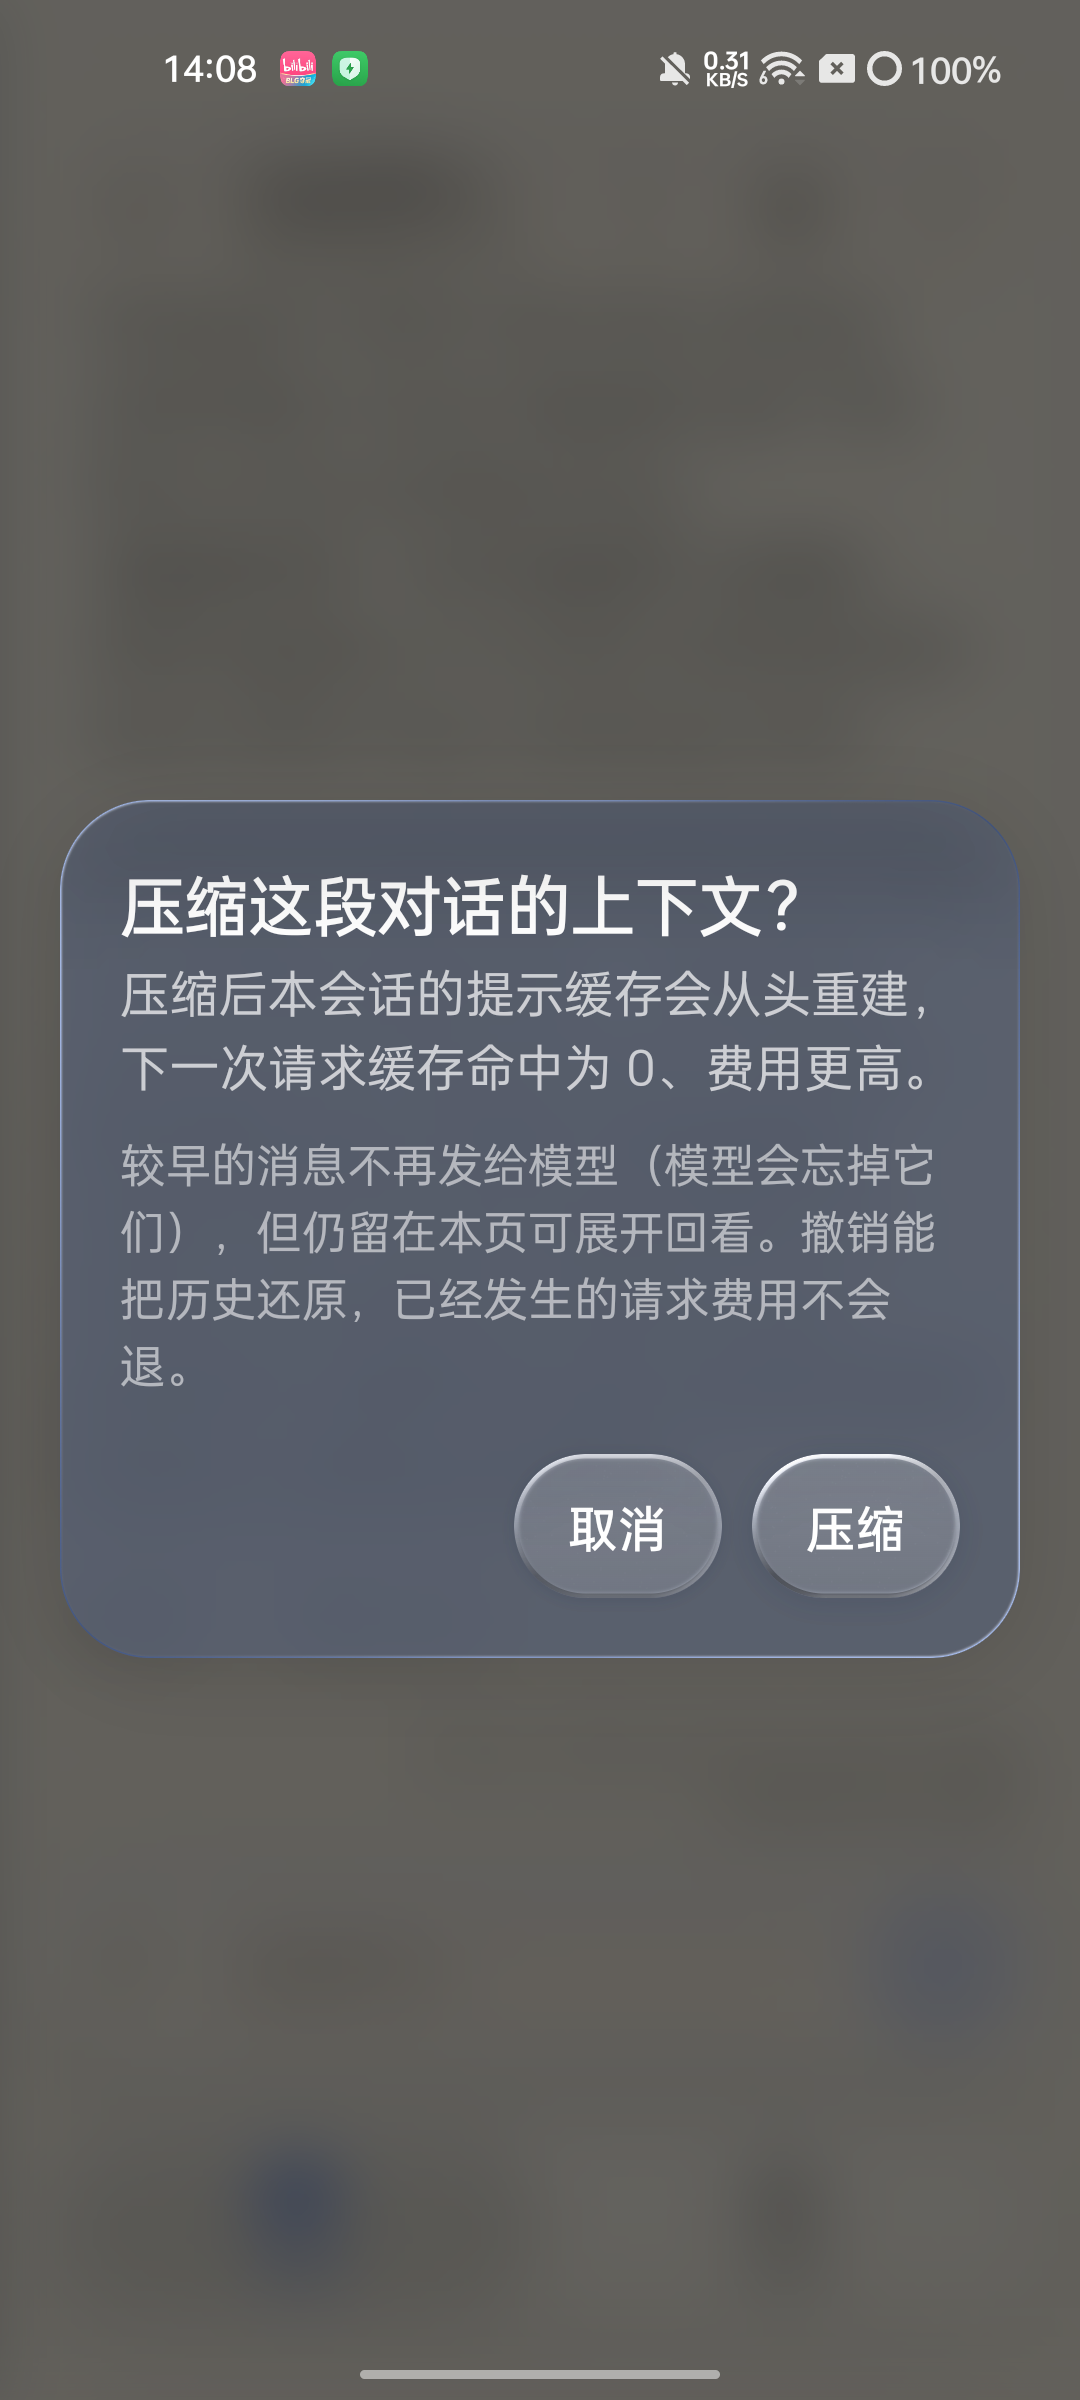 14:08
bilibili
0.31
KB/S
6
100%
压缩这段对话的上下文？
压缩后本会话的提示缓存会从头重建，
下一次请求缓存命中为 0、费用更高。
较早的消息不再发给模型（模型会忘掉它
们），但仍留在本页可展开回看。撤销能
把历史还原，已经发生的请求费用不会
退。
取消
压缩